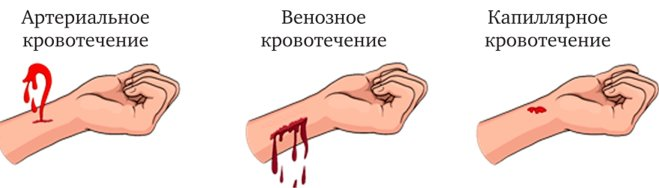 Артериальное
кровотечение
Венозное
кровотечение
Капиллярное
кровотечение